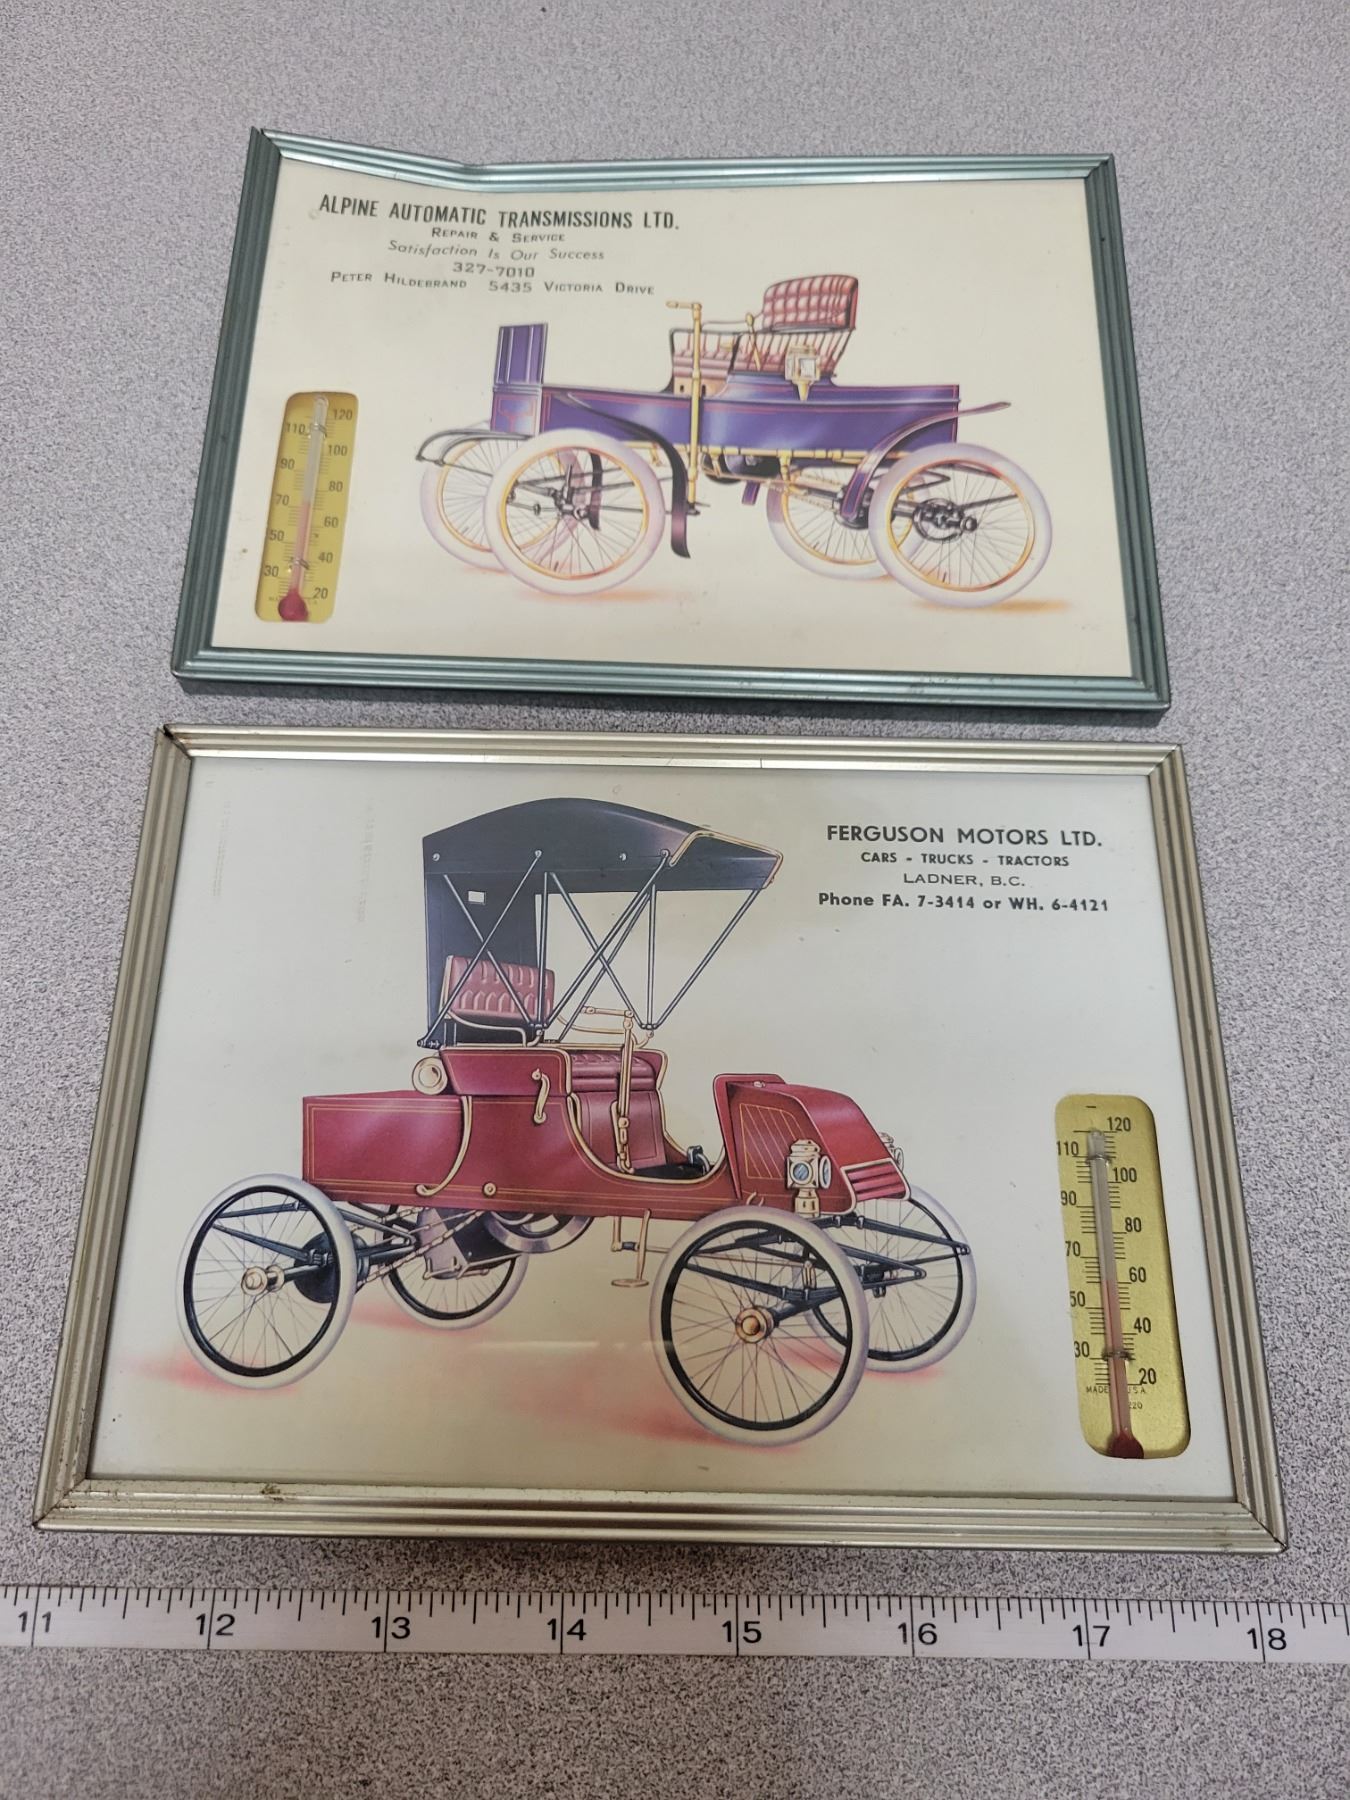 ALPINE AUTOMATIC TRANSMISSIONS LTD.
REPAIR & SERVICE
Satisfaction Is Our Success
327-7010
PETER HILDEBRAND 5435 VICTORIA DRIVE
120
110
100
90
80
70
60
50
40
30
20
FERGUSON MOTORS LTD.
CARS - TRUCKS - TRACTORS
LADNER, B.C.
Phone FA. 7-3414 or WH. 6-4121
120
110
100
90
80
70
60
50
40
30
20
MADE U.S.A
11 12 13 14 15 16 17 18